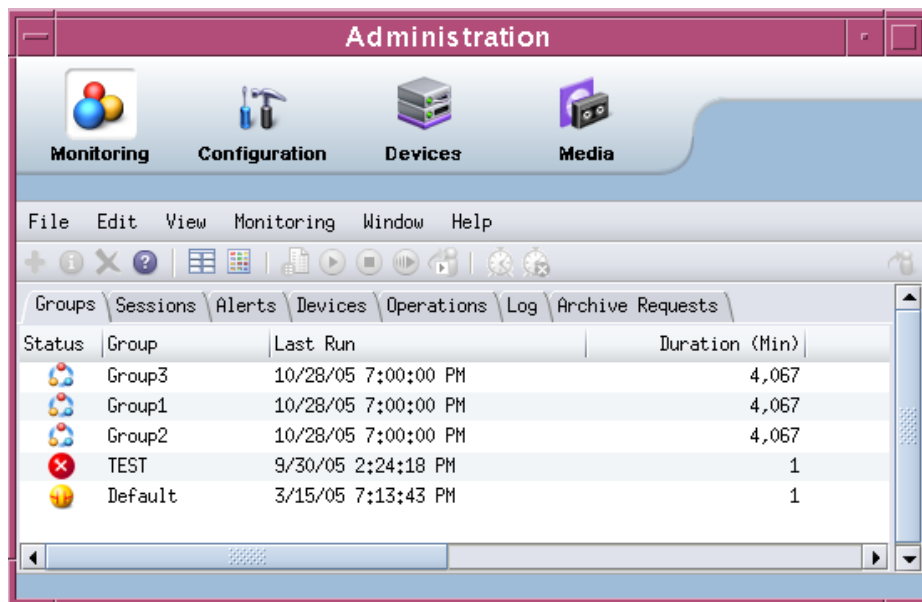 Administration
Monitoring Configuration Devices Media
File Edit View Monitoring Window Help
Groups Sessions Alerts Devices Operations Log Archive Requests
Status Group Last Run Duration (Min)
Group3 10/28/05 7:00:00 PM 4,067
Group1 10/28/05 7:00:00 PM 4,067
Group2 10/28/05 7:00:00 PM 4,067
TEST 9/30/05 2:24:18 PM 1
Default 3/15/05 7:13:43 PM 1